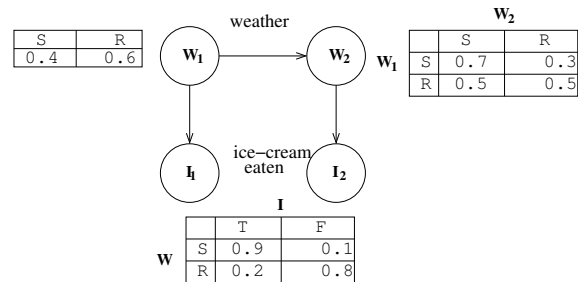 weather
W2
S R
0.4 0.6
W1
W2
W1
S R
S 0.7 0.3
R 0.5 0.5
I1
ice-cream
eaten
I2
I
W
T F
S 0.9 0.1
R 0.2 0.8